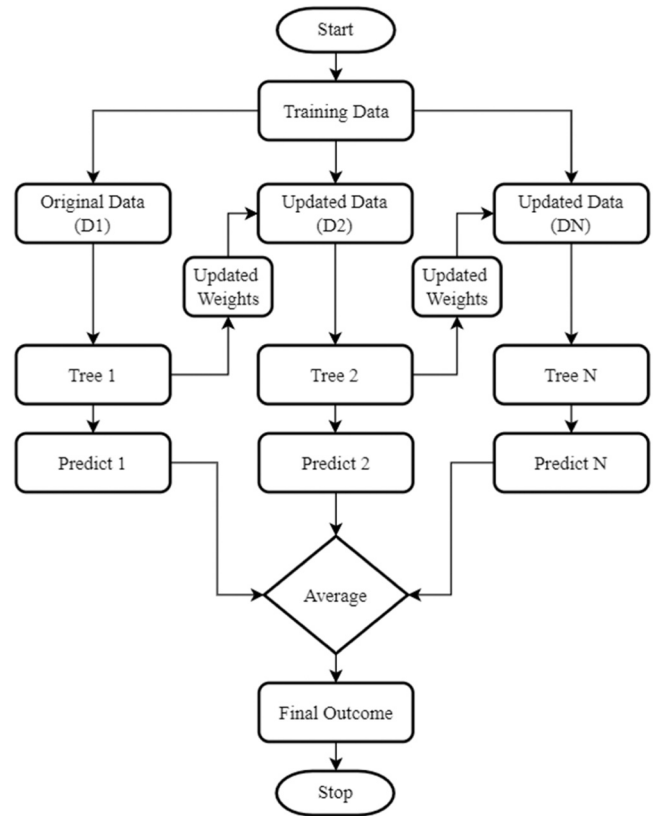 Start
Training Data
Original Data
(D1)
Updated Data
(D2)
Updated Data
(DN)
Updated
Weights
Updated
Weights
Tree 1
Tree 2
Tree N
Predict 1
Predict 2
Predict N
Average
Final Outcome
Stop